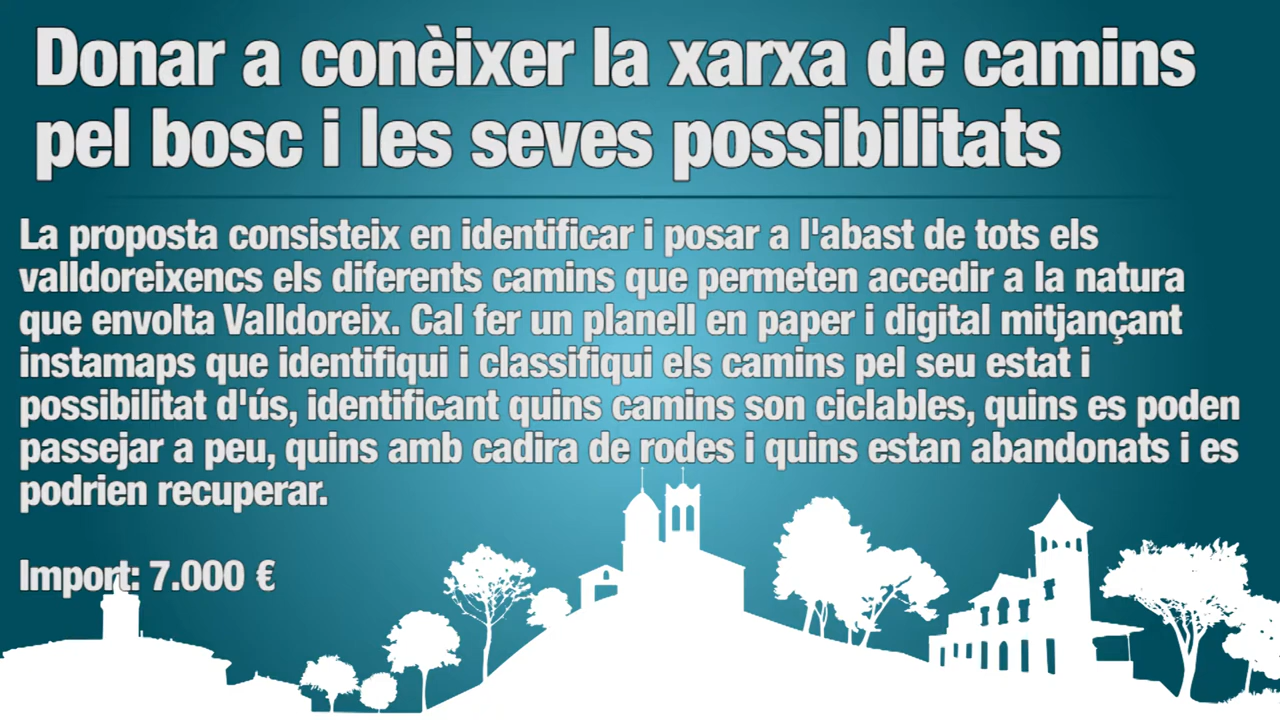 Donar a conèixer la xarxa de camins
pel bosc i les seves possibilitats
La proposta consisteix en identificar i posar a l'abast de tots els
valldoreixencs els diferents camins que permeten accedir a la natura
que envolta Valldoreix. Cal fer un planell en paper i digital mitjançant
instamaps que identifiqui i classifiqui els camins pel seu estat i
possibilitat d'ús, identificant quins camins son ciclables, quins es poden
passejar a peu, quins amb cadira de rodes i quins estan abandonats i es
podrien recuperar.
Import: 7.000 €